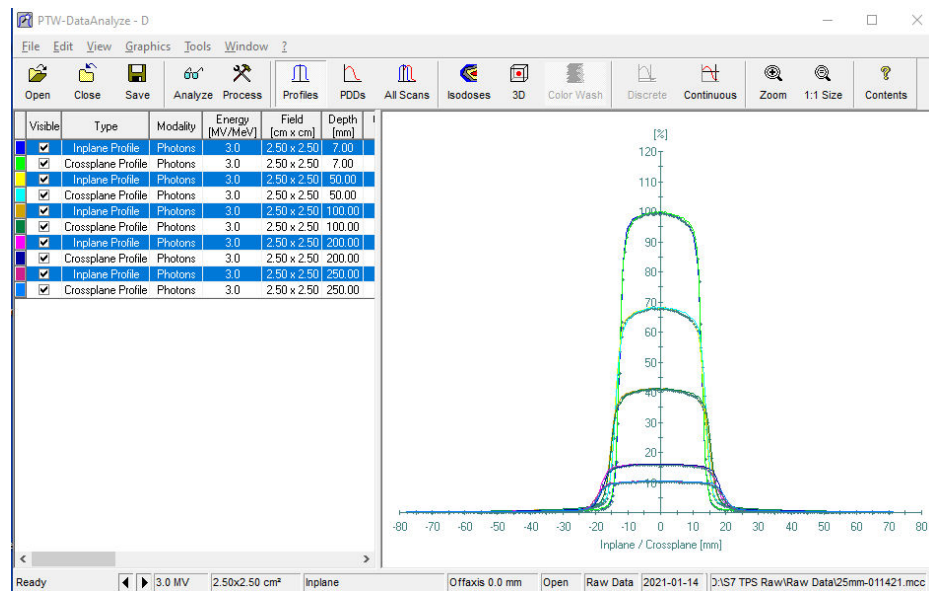 PTW-DataAnalyze - D
File Edit View Graphics Tools Window ?
Open Close Save Analyze Process Profiles PDDs All Scans Isodoses 3D Color Wash Discrete Continuous Zoom 1:1 Size Contents
Visible Type Modality Energy [MV/MeV] Field [cm x cm] Depth [mm]
Inplane Profile Photons 3.0 2.50 x 2.50 7.00
Crossplane Profile Photons 3.0 2.50 x 2.50 7.00
Inplane Profile Photons 3.0 2.50 x 2.50 50.00
Crossplane Profile Photons 3.0 2.50 x 2.50 50.00
Inplane Profile Photons 3.0 2.50 x 2.50 100.00
Crossplane Profile Photons 3.0 2.50 x 2.50 100.00
Inplane Profile Photons 3.0 2.50 x 2.50 200.00
Crossplane Profile Photons 3.0 2.50 x 2.50 200.00
Inplane Profile Photons 3.0 2.50 x 2.50 250.00
Crossplane Profile Photons 3.0 2.50 x 2.50 250.00
[%]
120
110
100
90
80
70
60
50
40
30
20
10
-80 -70 -60 -50 -40 -30 -20 -10 0 10 20 30 40 50 60 70 80
Inplane / Crossplane [mm]
Ready 3.0 MV 2.50x2.50 cm² Inplane Offaxis 0.0 mm Open Raw Data 2021-01-14 D:\S7 TPS Raw\Raw Data\25mm-011421.mcc